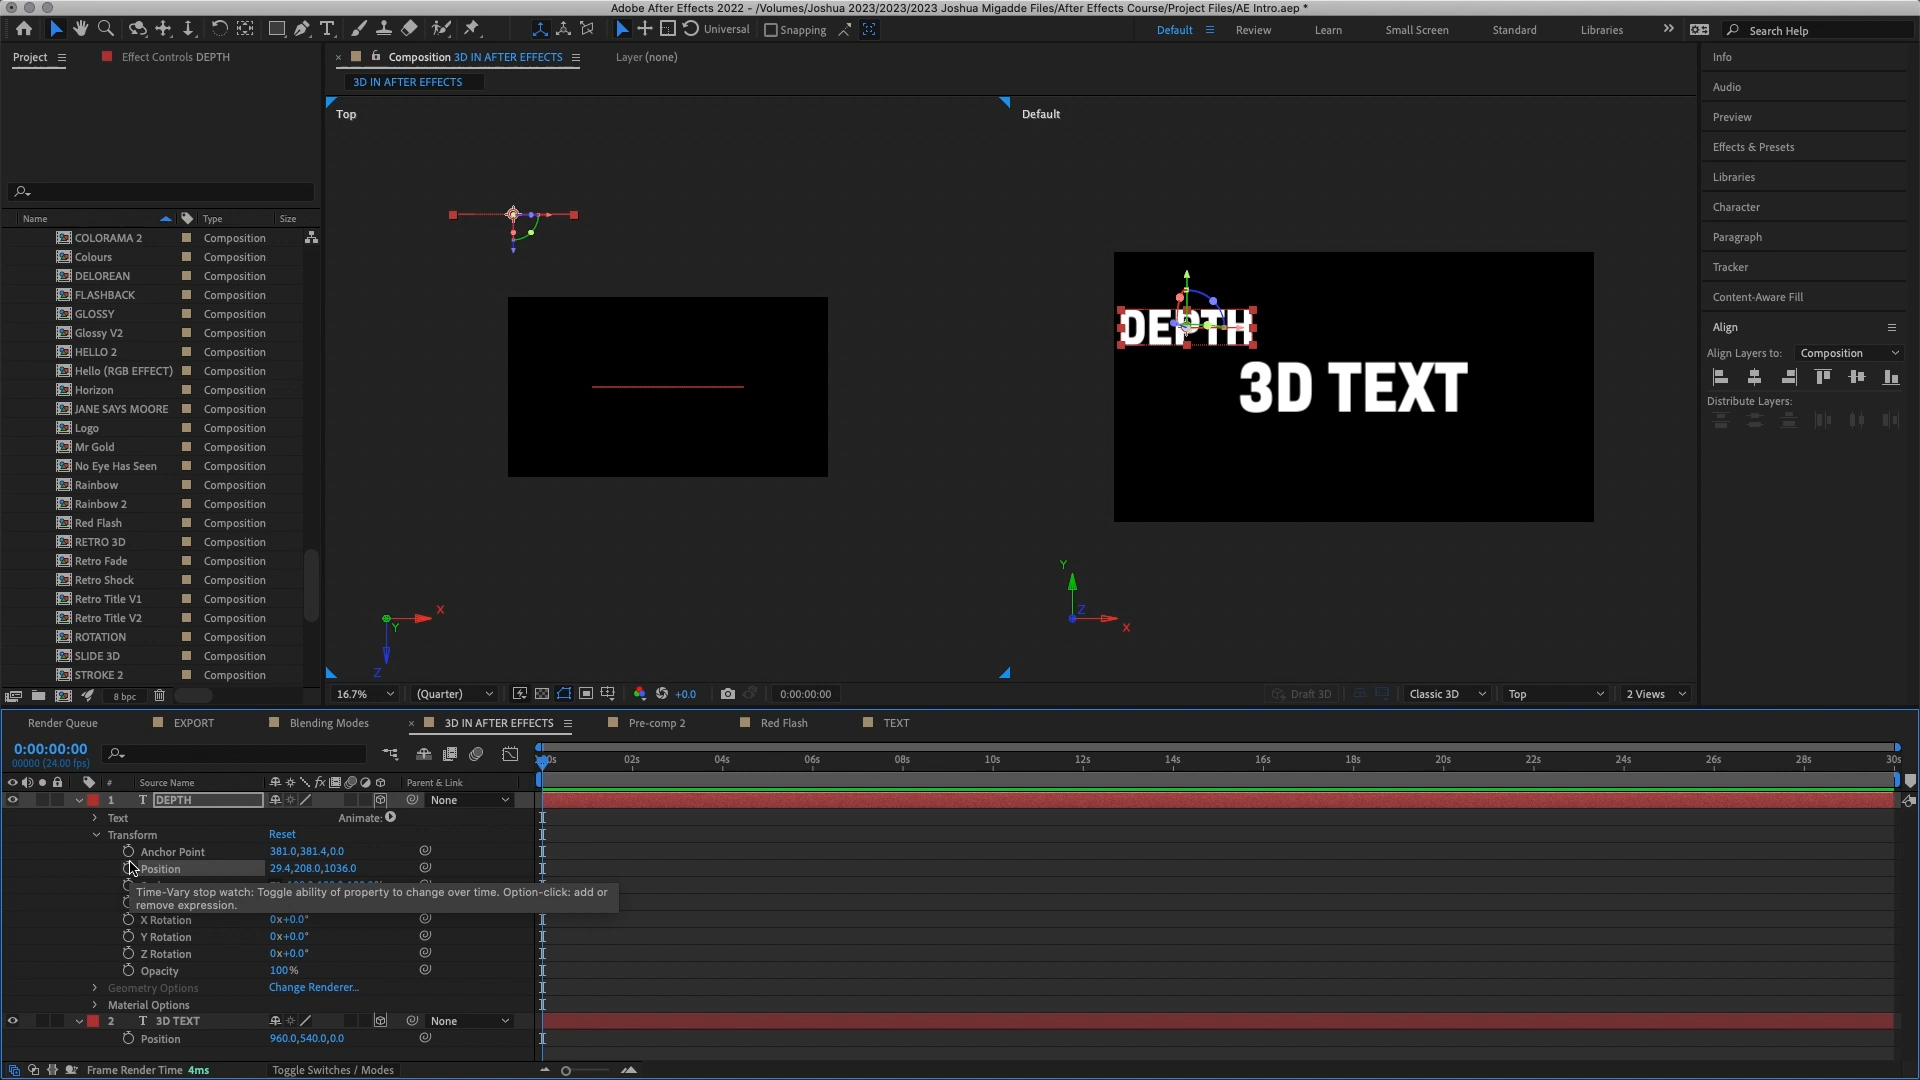 Adobe After Effects 2022 - /Volumes/Joshua 2023/2023/2023 Joshua Migadde Files/After Effects Course/Project Files/AE Intro.aep *
Universal
Snapping
Default
Review
Learn
Small Screen
Standard
Libraries
Search Help
Project
Effect Controls DEPTH
Composition 3D IN AFTER EFFECTS
Layer (none)
3D IN AFTER EFFECTS
Name Type Size
COLORAMA 2 Composition
Colours Composition
DELOREAN Composition
FLASHBACK Composition
GLOSSY Composition
Glossy V2 Composition
HELLO 2 Composition
Hello (RGB EFFECT) Composition
Horizon Composition
JANE SAYS MOORE Composition
Logo Composition
Mr Gold Composition
No Eye Has Seen Composition
Rainbow Composition
Rainbow 2 Composition
Red Flash Composition
RETRO 3D Composition
Retro Fade Composition
Retro Shock Composition
Retro Title V1 Composition
Retro Title V2 Composition
ROTATION Composition
SLIDE 3D Composition
STROKE 2 Composition
8 bpc
Top
X
Y
Z
Default
DEPTH
3D TEXT
Y
Z
X
16.7%
(Quarter)
+0.0
0:00:00:00
Draft 3D
Classic 3D
Top
2 Views
Info
Audio
Preview
Effects & Presets
Libraries
Character
Paragraph
Tracker
Content-Aware Fill
Align
Align Layers to: Composition
Distribute Layers:
Render Queue
EXPORT
Blending Modes
3D IN AFTER EFFECTS
Pre-comp 2
Red Flash
TEXT
0:00:00:00
00000 (24.00 fps)
02s 04s 06s 08s 10s 12s 14s 16s 18s 20s 22s 24s 26s 28s 30s
# Source Name Parent & Link
1 T DEPTH None
Text Animate:
Transform Reset
Anchor Point 381.0,381.4,0.0
Position 29.4,208.0,1036.0
Time-Vary stop watch: Toggle ability of property to change over time. Option-click: add or
remove expression.
X Rotation 0x+0.0°
Y Rotation 0x+0.0°
Z Rotation 0x+0.0°
Opacity 100%
Geometry Options Change Renderer...
Material Options
2 T 3D TEXT None
Position 960.0,540.0,0.0
Frame Render Time 4ms
Toggle Switches / Modes